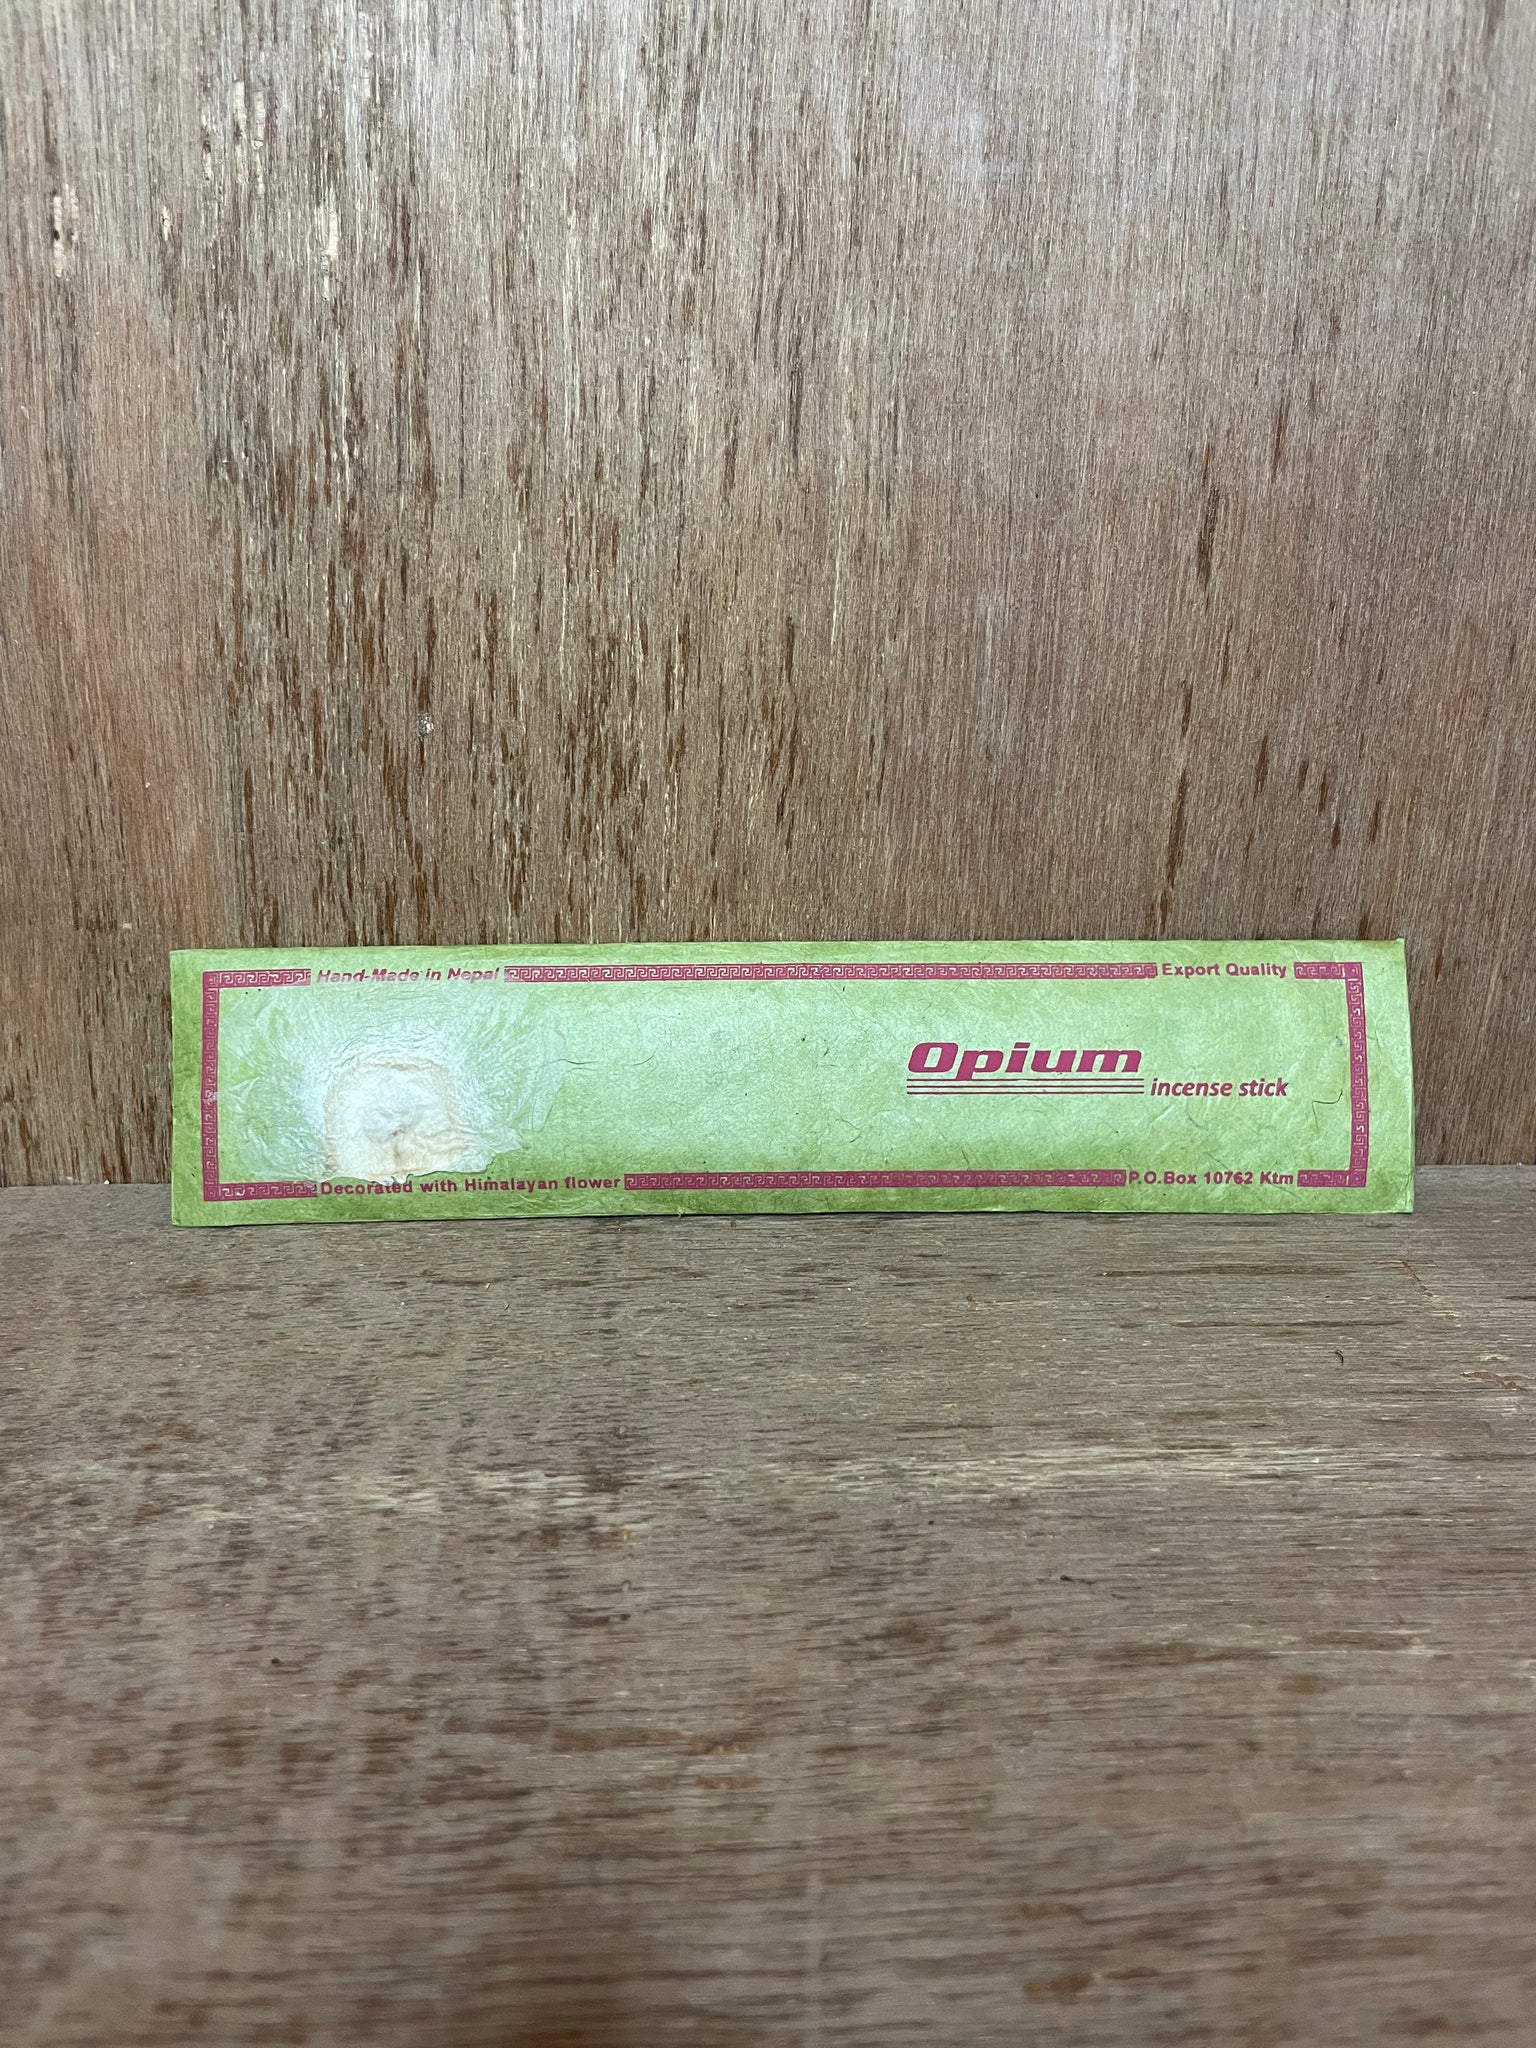 Hand-Made in Nepal
Export Quality
Opium
incense stick
Decorated with Himalayan flower
P.O.Box 10762 Ktm